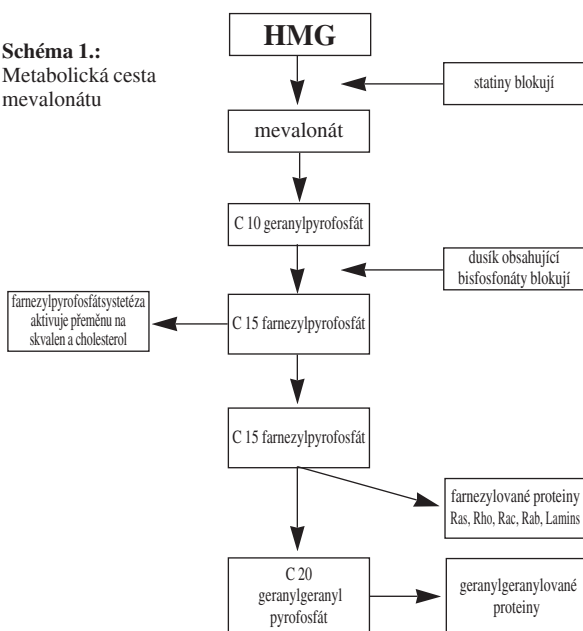 Schéma 1.:
Metabolická cesta
mevalonátu
HMG
statiny blokují
mevalonát
C 10 geranylpyrofosfát
dusík obsahující
bisfosfonáty blokují
farnezylpyrofosfátsystetéza
aktivuje přeměnu na
skvalen a cholesterol
C 15 farnezylpyrofosfát
C 15 farnezylpyrofosfát
farnezylované proteiny
Ras, Rho, Rac, Rab, Lamins
C 20
geranylgeranyl
pyrofosfát
geranylgeranylované
proteiny